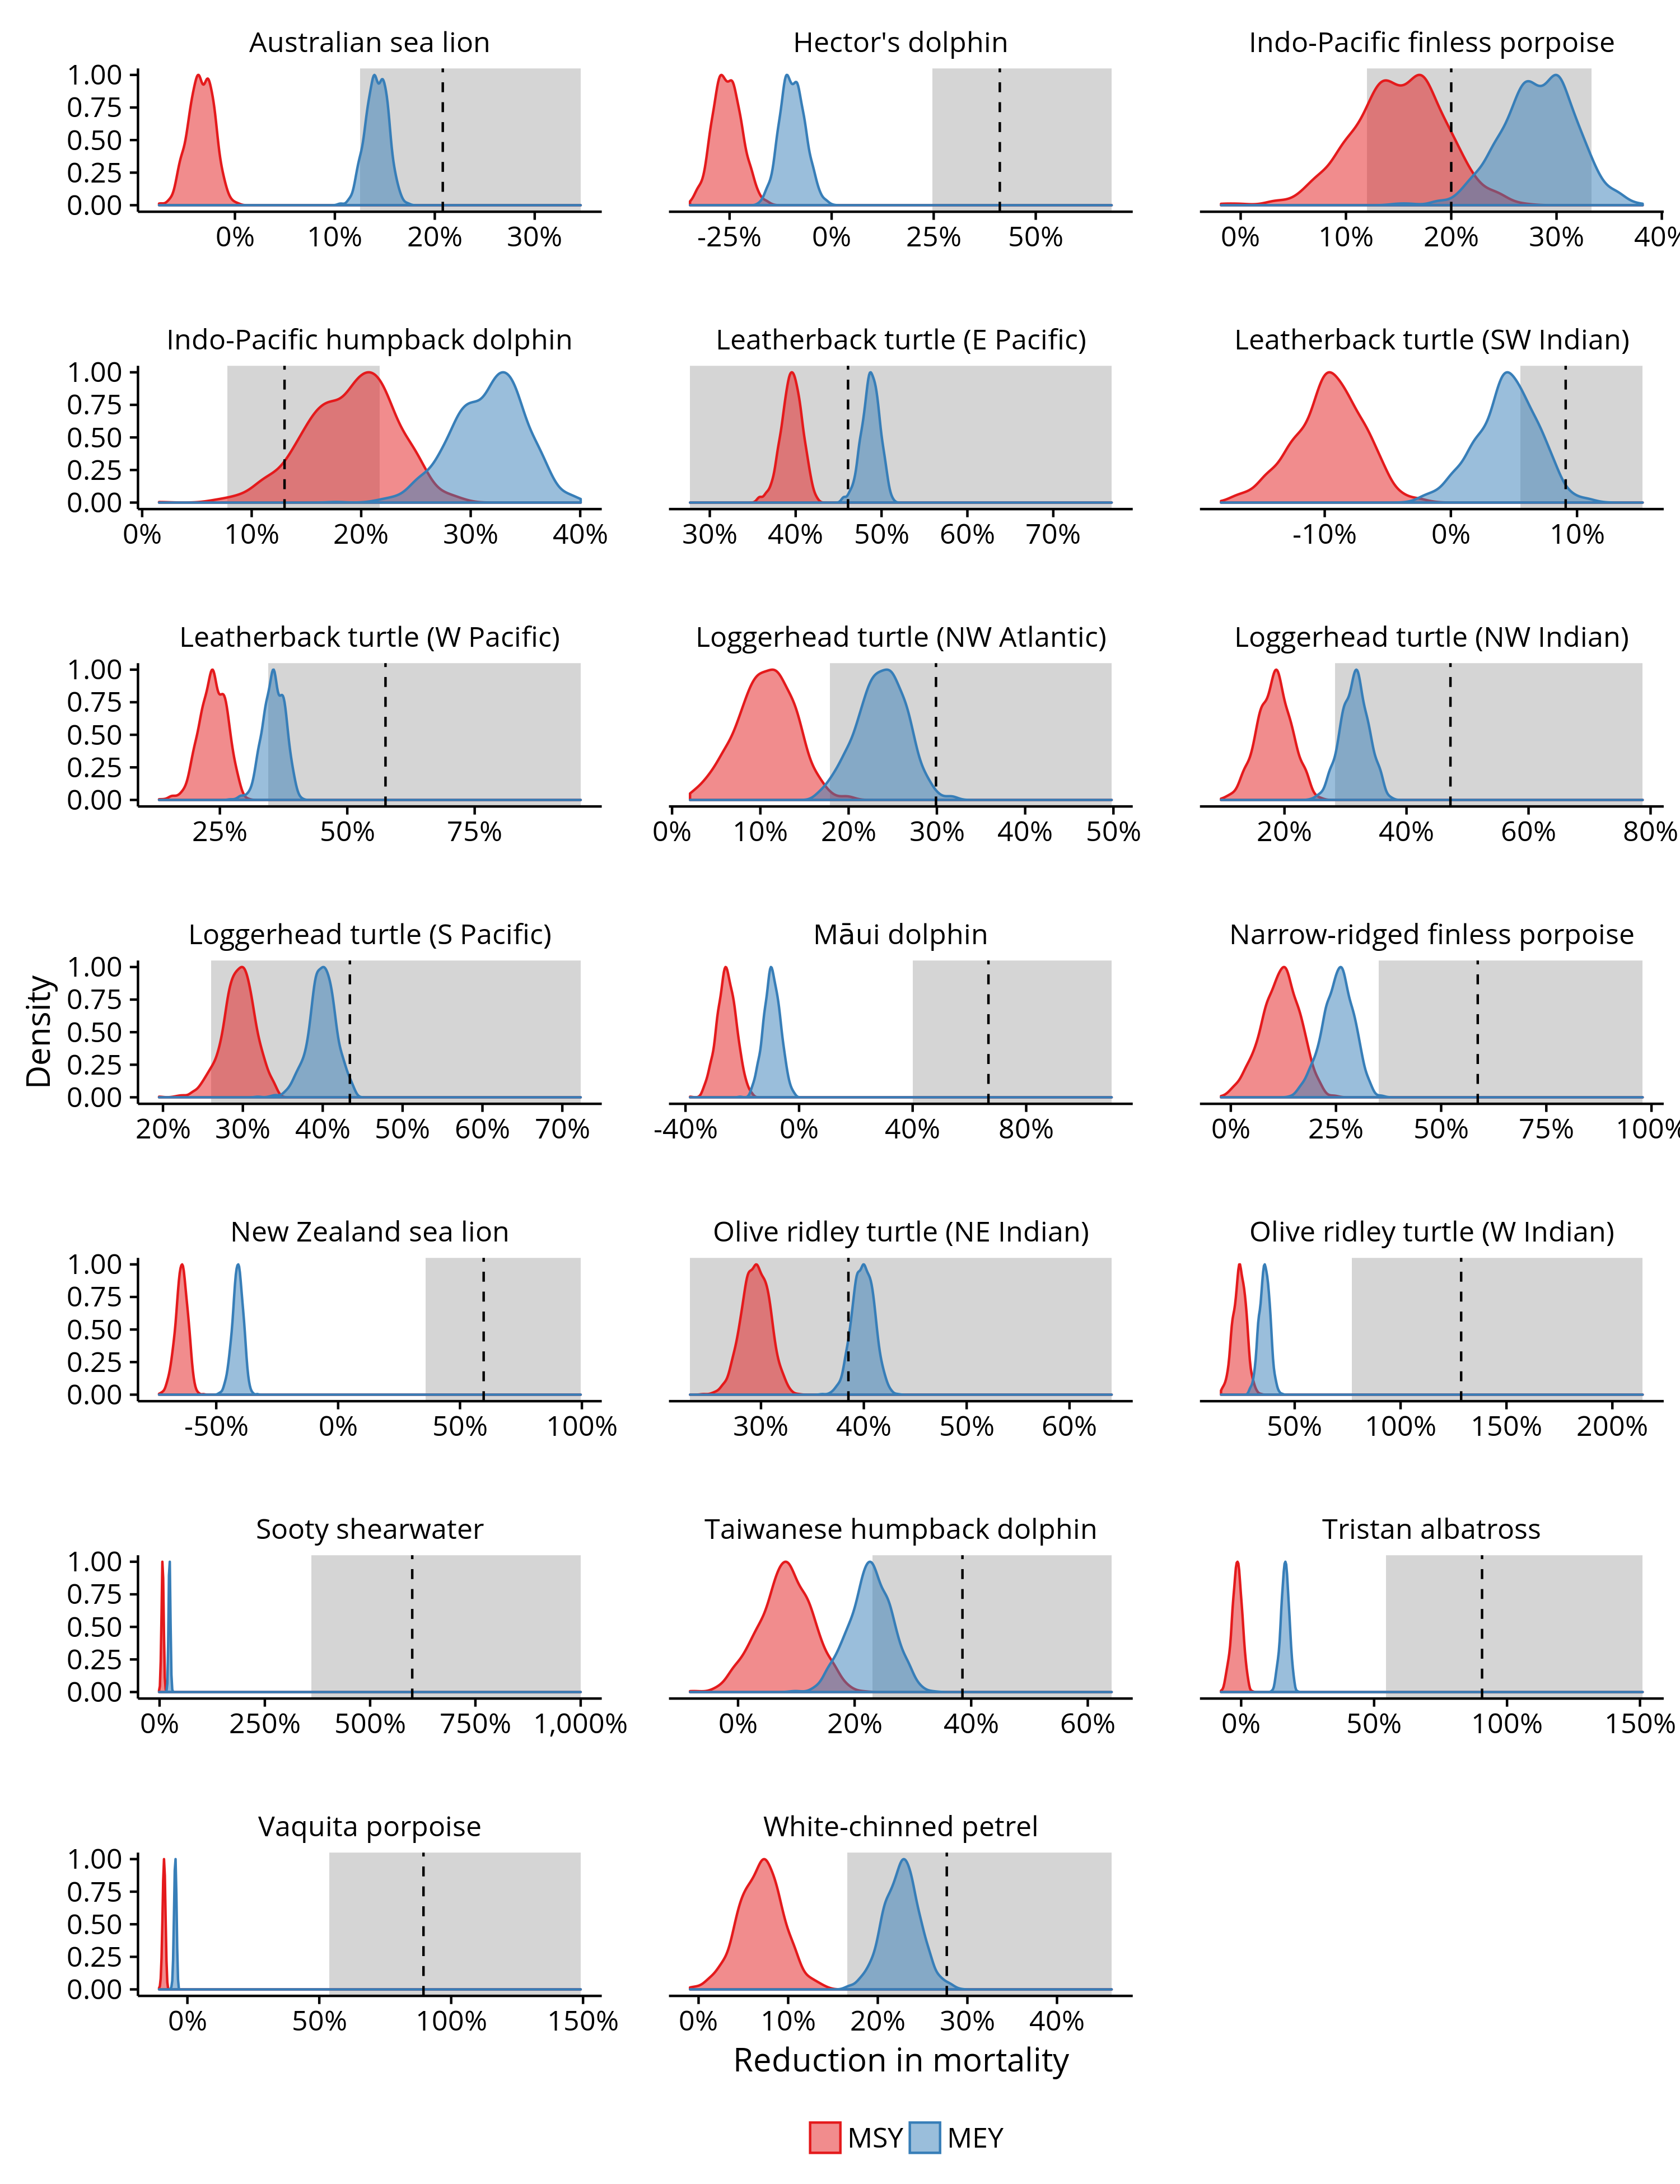 Australian sea lion
Hector's dolphin
Indo-Pacific finless porpoise
1.00
0.75
0.50
0.25
0.00
0% 10% 20% 30%
-25% 0% 25% 50%
0% 10% 20% 30% 40%
Indo-Pacific humpback dolphin
Leatherback turtle (E Pacific)
Leatherback turtle (SW Indian)
1.00
0.75
0.50
0.25
0.00
0% 10% 20% 30% 40%
30% 40% 50% 60% 70%
-10% 0% 10%
Leatherback turtle (W Pacific)
Loggerhead turtle (NW Atlantic)
Loggerhead turtle (NW Indian)
1.00
0.75
0.50
0.25
0.00
25% 50% 75%
0% 10% 20% 30% 40% 50%
20% 40% 60% 80%
Loggerhead turtle (S Pacific)
Māui dolphin
Narrow-ridged finless porpoise
Density
1.00
0.75
0.50
0.25
0.00
20% 30% 40% 50% 60% 70%
-40% 0% 40% 80%
0% 25% 50% 75% 100%
New Zealand sea lion
Olive ridley turtle (NE Indian)
Olive ridley turtle (W Indian)
1.00
0.75
0.50
0.25
0.00
-50% 0% 50% 100%
30% 40% 50% 60%
50% 100% 150% 200%
Sooty shearwater
Taiwanese humpback dolphin
Tristan albatross
1.00
0.75
0.50
0.25
0.00
0% 250% 500% 750% 1,000%
0% 20% 40% 60%
0% 50% 100% 150%
Vaquita porpoise
White-chinned petrel
1.00
0.75
0.50
0.25
0.00
0% 50% 100% 150%
0% 10% 20% 30% 40%
Reduction in mortality
MSY MEY